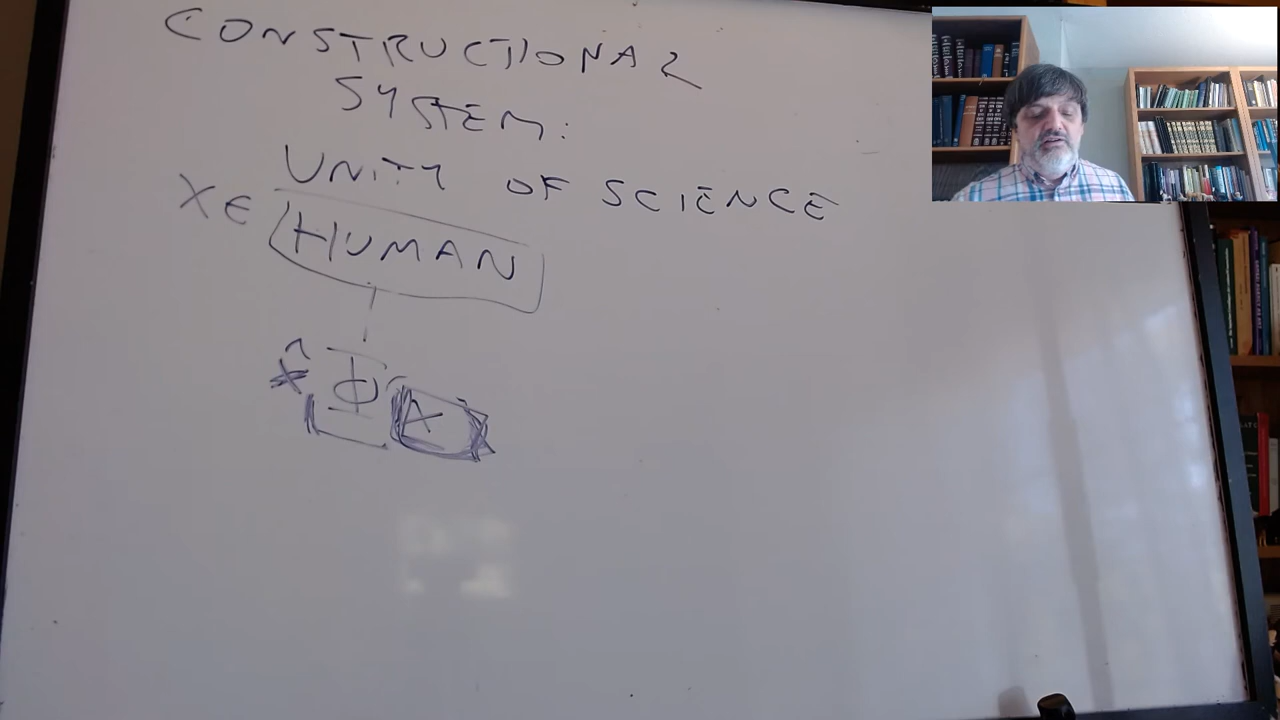 CONSTRUCTIONAL
SYSTEM:
UNITY OF SCIENCE
X ∈ HUMAN
x̂ Φ x